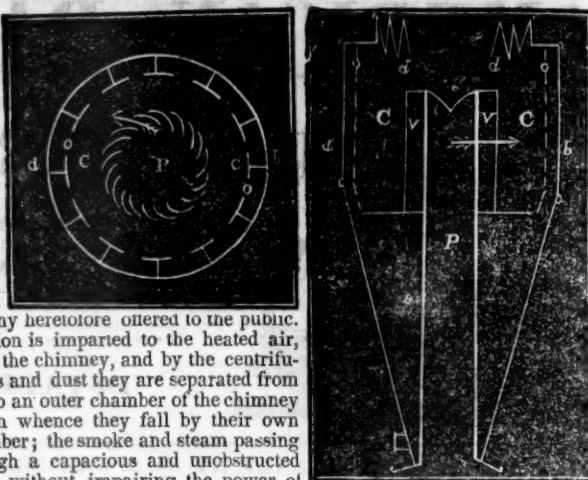 o
d C P C b
o
d d
o o
e
C V V C
d b
P
ny heretofore offered to the public.
ion is imparted to the heated air,
the chimney, and by the centrifu-
s and dust they are separated from
o an outer chamber of the chimney
n whence they fall by their own
ber; the smoke and steam passing
gh a capacious and unobstructed
without impairing the power of